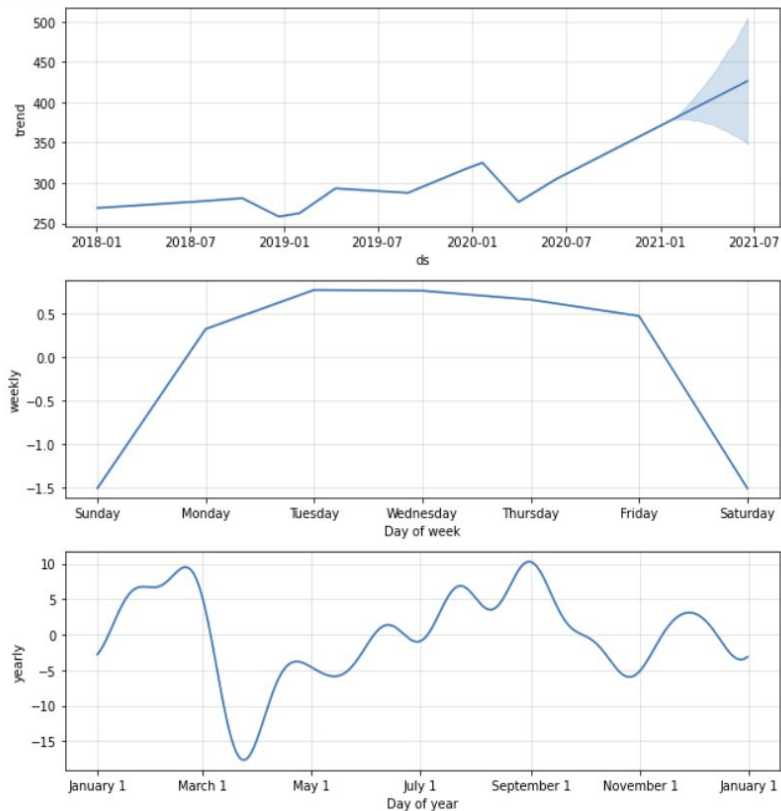 500
450
400
350
300
250
trend
2018-01 2018-07 2019-01 2019-07 2020-01 2020-07 2021-01 2021-07
ds
0.5
0.0
−0.5
−1.0
−1.5
weekly
Sunday Monday Tuesday Wednesday Thursday Friday Saturday
Day of week
10
5
0
−5
−10
−15
yearly
January 1 March 1 May 1 July 1 September 1 November 1 January 1
Day of year